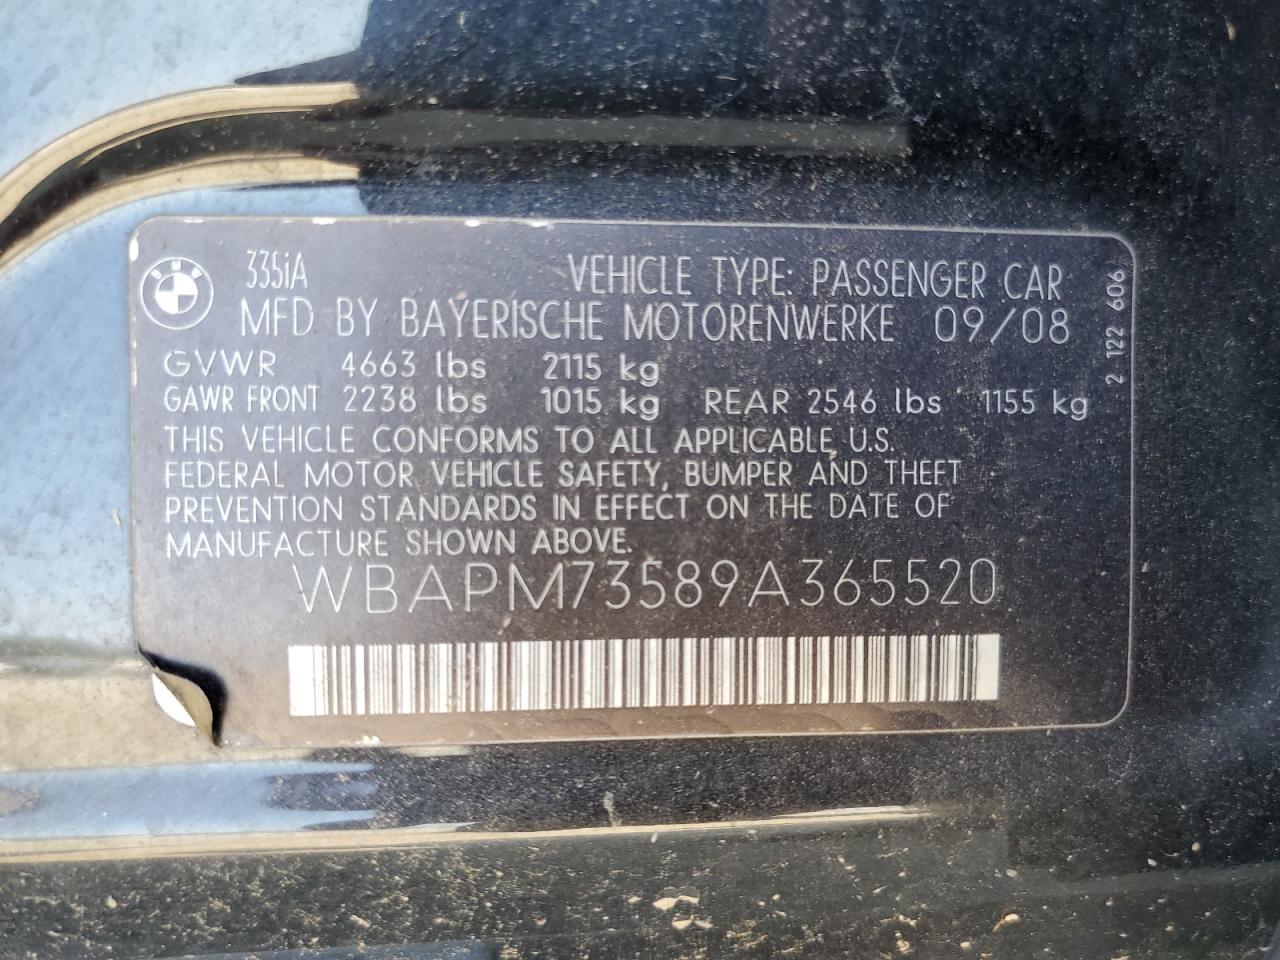 335iA VEHICLE TYPE: PASSENGER CAR
MFD BY BAYERISCHE MOTORENWERKE 09/08
GVWR 4663 lbs 2115 kg
GAWR FRONT 2238 lbs 1015 kg REAR 2546 lbs 1155 kg
THIS VEHICLE CONFORMS TO ALL APPLICABLE U.S.
FEDERAL MOTOR VEHICLE SAFETY, BUMPER AND THEFT
PREVENTION STANDARDS IN EFFECT ON THE DATE OF
MANUFACTURE SHOWN ABOVE.
WBAPM73589A365520
2 122 606